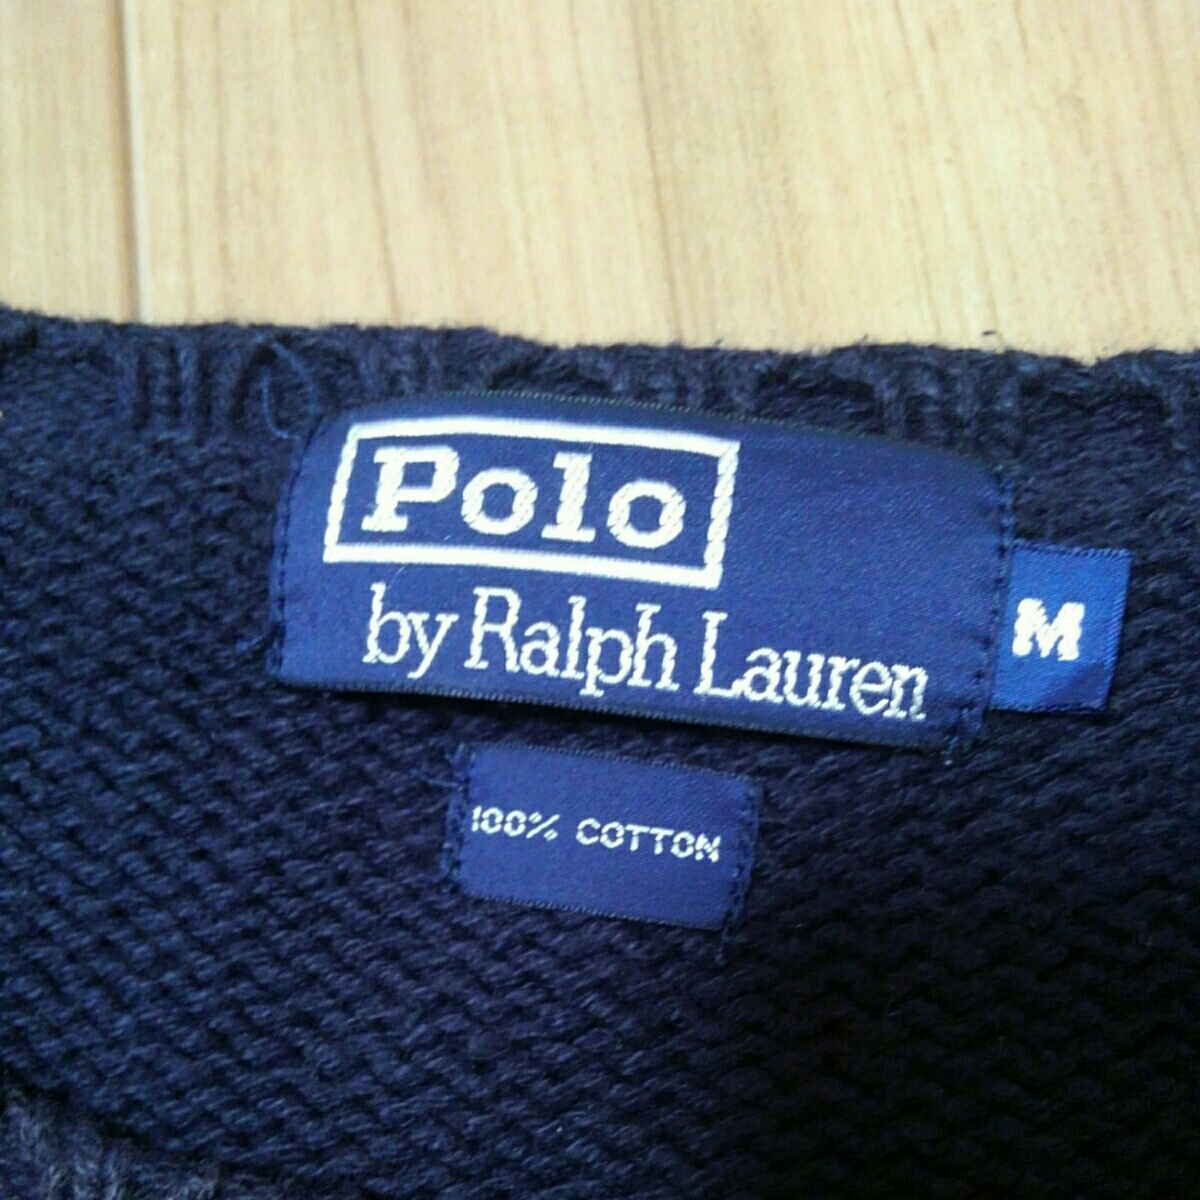 Polo
by Ralph Lauren
M
100% COTTON